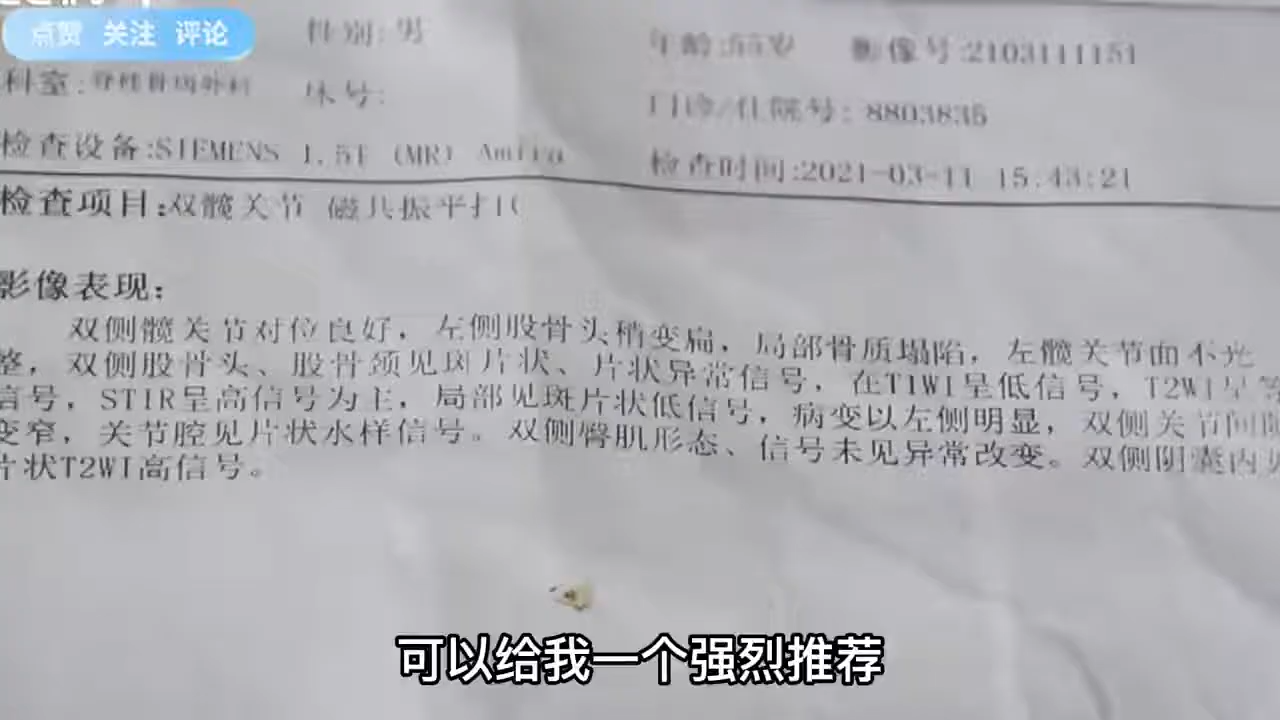 点赞 关注 评论
性别:男
年龄:55岁 影像号:2103111151
科室:脊柱骨病外科 床号:
门诊/住院号: 8803835
检查设备:SIEMENS 1.5T (MR) Amira
检查时间:2021-03-11 15:43:21
检查项目:双髋关节 磁共振平扫(
影像表现:
双侧髋关节对位良好，左侧股骨头稍变扁，局部骨质塌陷，左髋关节面不光
整，双侧股骨头、股骨颈见斑片状、片状异常信号，在T1WI呈低信号，T2WI呈等
信号，STIR呈高信号为主，局部见斑片状低信号，病变以左侧明显，双侧关节间隙
变窄，关节腔见片状水样信号。双侧臀肌形态、信号未见异常改变。双侧阴囊内见
片状T2WI高信号。
可以给我一个强烈推荐